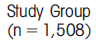 Study Group
(n = 1,508)